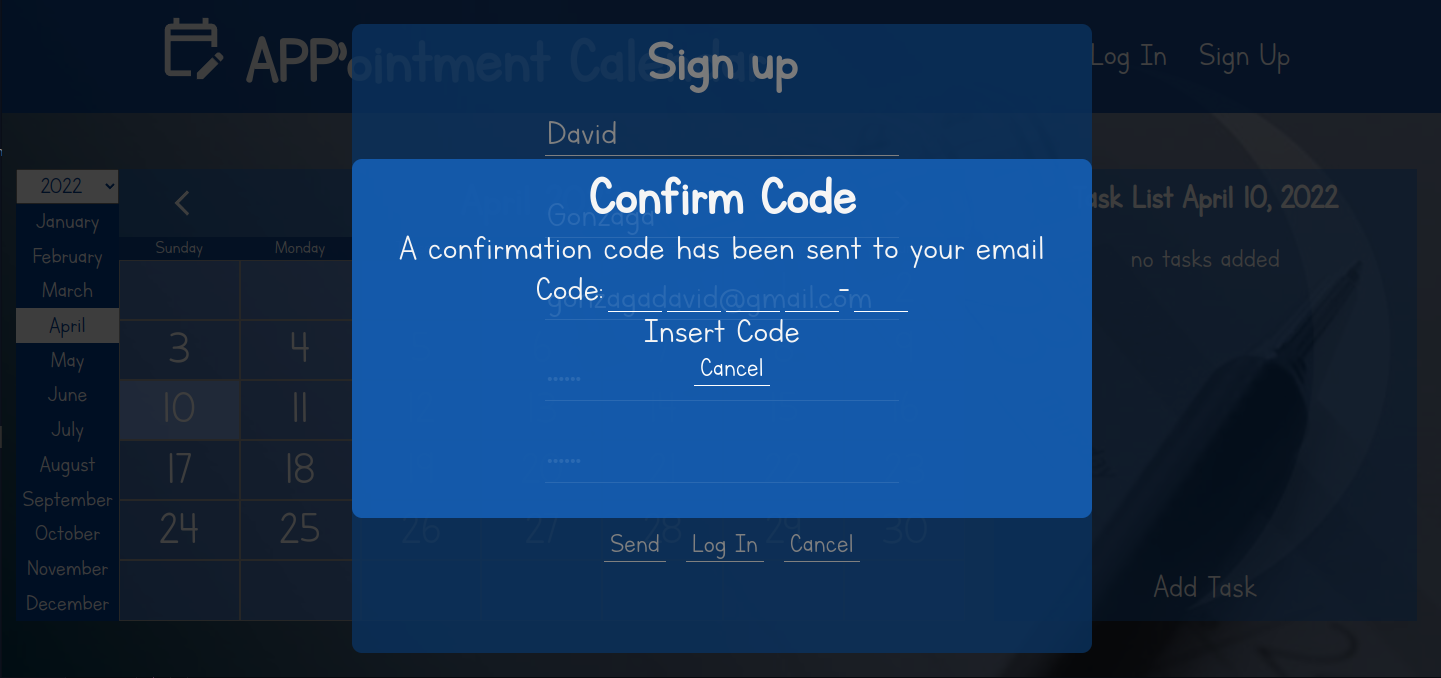 APP'ointment Calendar
Log In
Sign Up
Sign up
David
Gonzaga
gonzagadavid@gmail.com
......
......
Send
Log In
Cancel
Confirm Code
A confirmation code has been sent to your email
Code: -
Insert Code
Cancel
2022
January
February
March
April
May
June
July
August
September
October
November
December
Sunday Monday
3 4
10 11
17 18
24 25 26 27 28 29 30
ask List April 10, 2022
no tasks added
Add Task